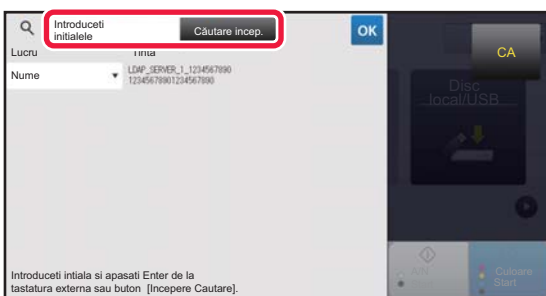 Introduceti
initialele
Căutare incep.
OK
CA
Lucru
Tinta
Nume
LDAP_SERVER_1_1234567890
12345678901234567890
Disc
local/USB
A/N
Culoare
Start
Introduceti intiala si apasati Enter de la
tastatura externa sau buton [Incepere Cautare].